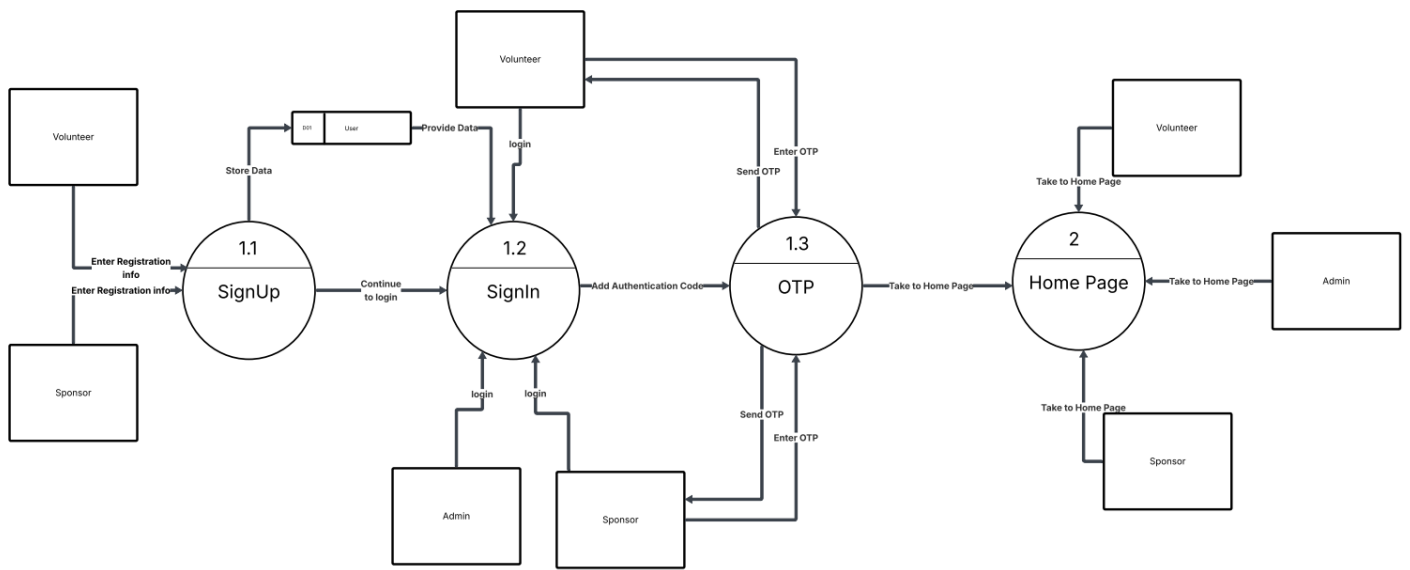 Volunteer
Volunteer
Volunteer
D01
User
Provide Data
login
Enter OTP
Send OTP
Store Data
Take to Home Page
1.1
SignUp
1.2
SignIn
1.3
OTP
2
Home Page
Enter Registration
info
Enter Registration info
Continue
to login
Add Authentication Code
Take to Home Page
Take to Home Page
Admin
Sponsor
login
login
Send OTP
Enter OTP
Take to Home Page
Admin
Sponsor
Sponsor